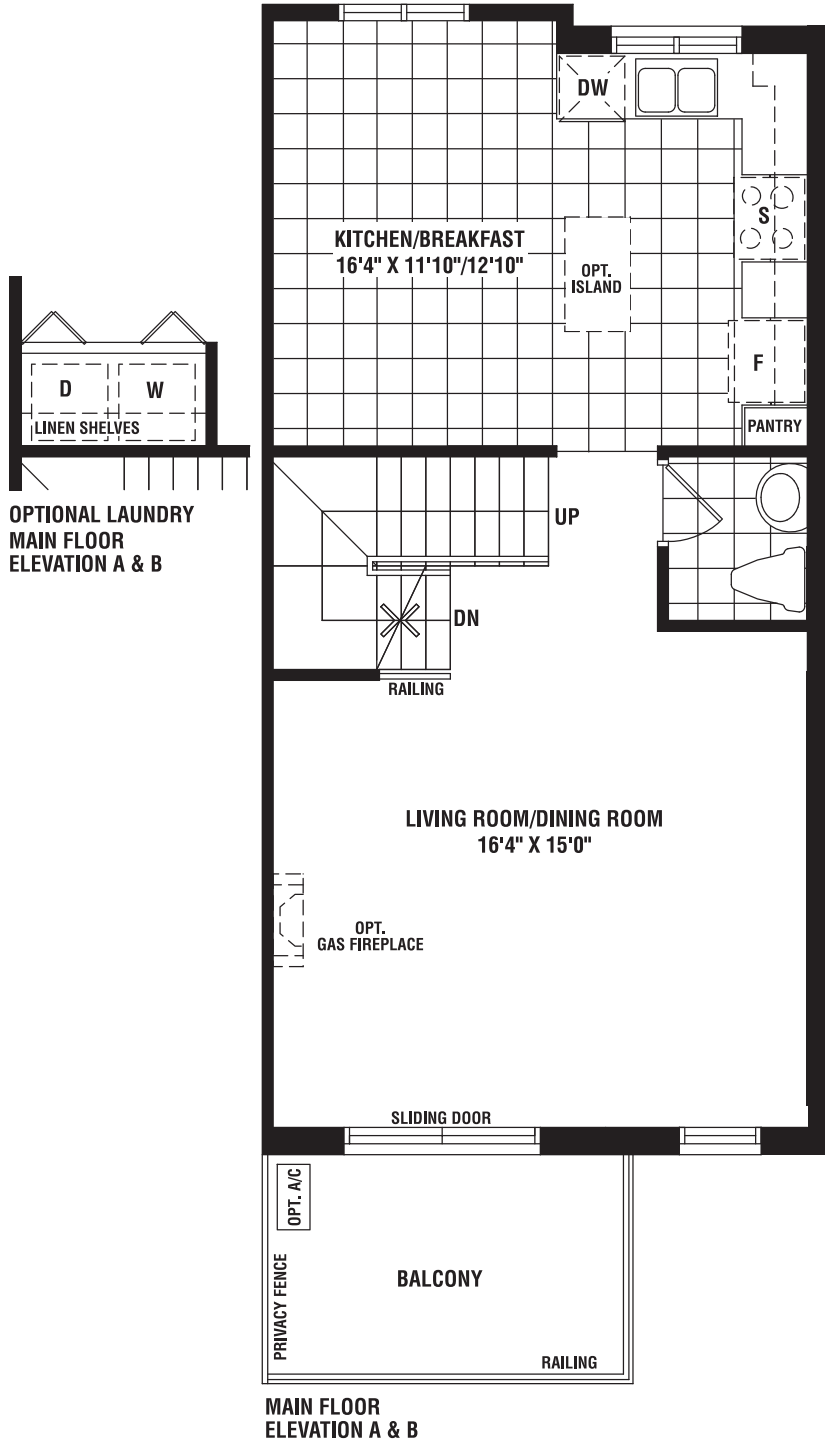 DW
S
KITCHEN/BREAKFAST
16'4" X 11'10"/12'10"
OPT.
ISLAND
F
PANTRY
D
W
LINEN SHELVES
OPTIONAL LAUNDRY
MAIN FLOOR
ELEVATION A & B
UP
DN
RAILING
LIVING ROOM/DINING ROOM
16'4" X 15'0"
OPT.
GAS FIREPLACE
SLIDING DOOR
OPT. A/C
PRIVACY FENCE
BALCONY
RAILING
MAIN FLOOR
ELEVATION A & B